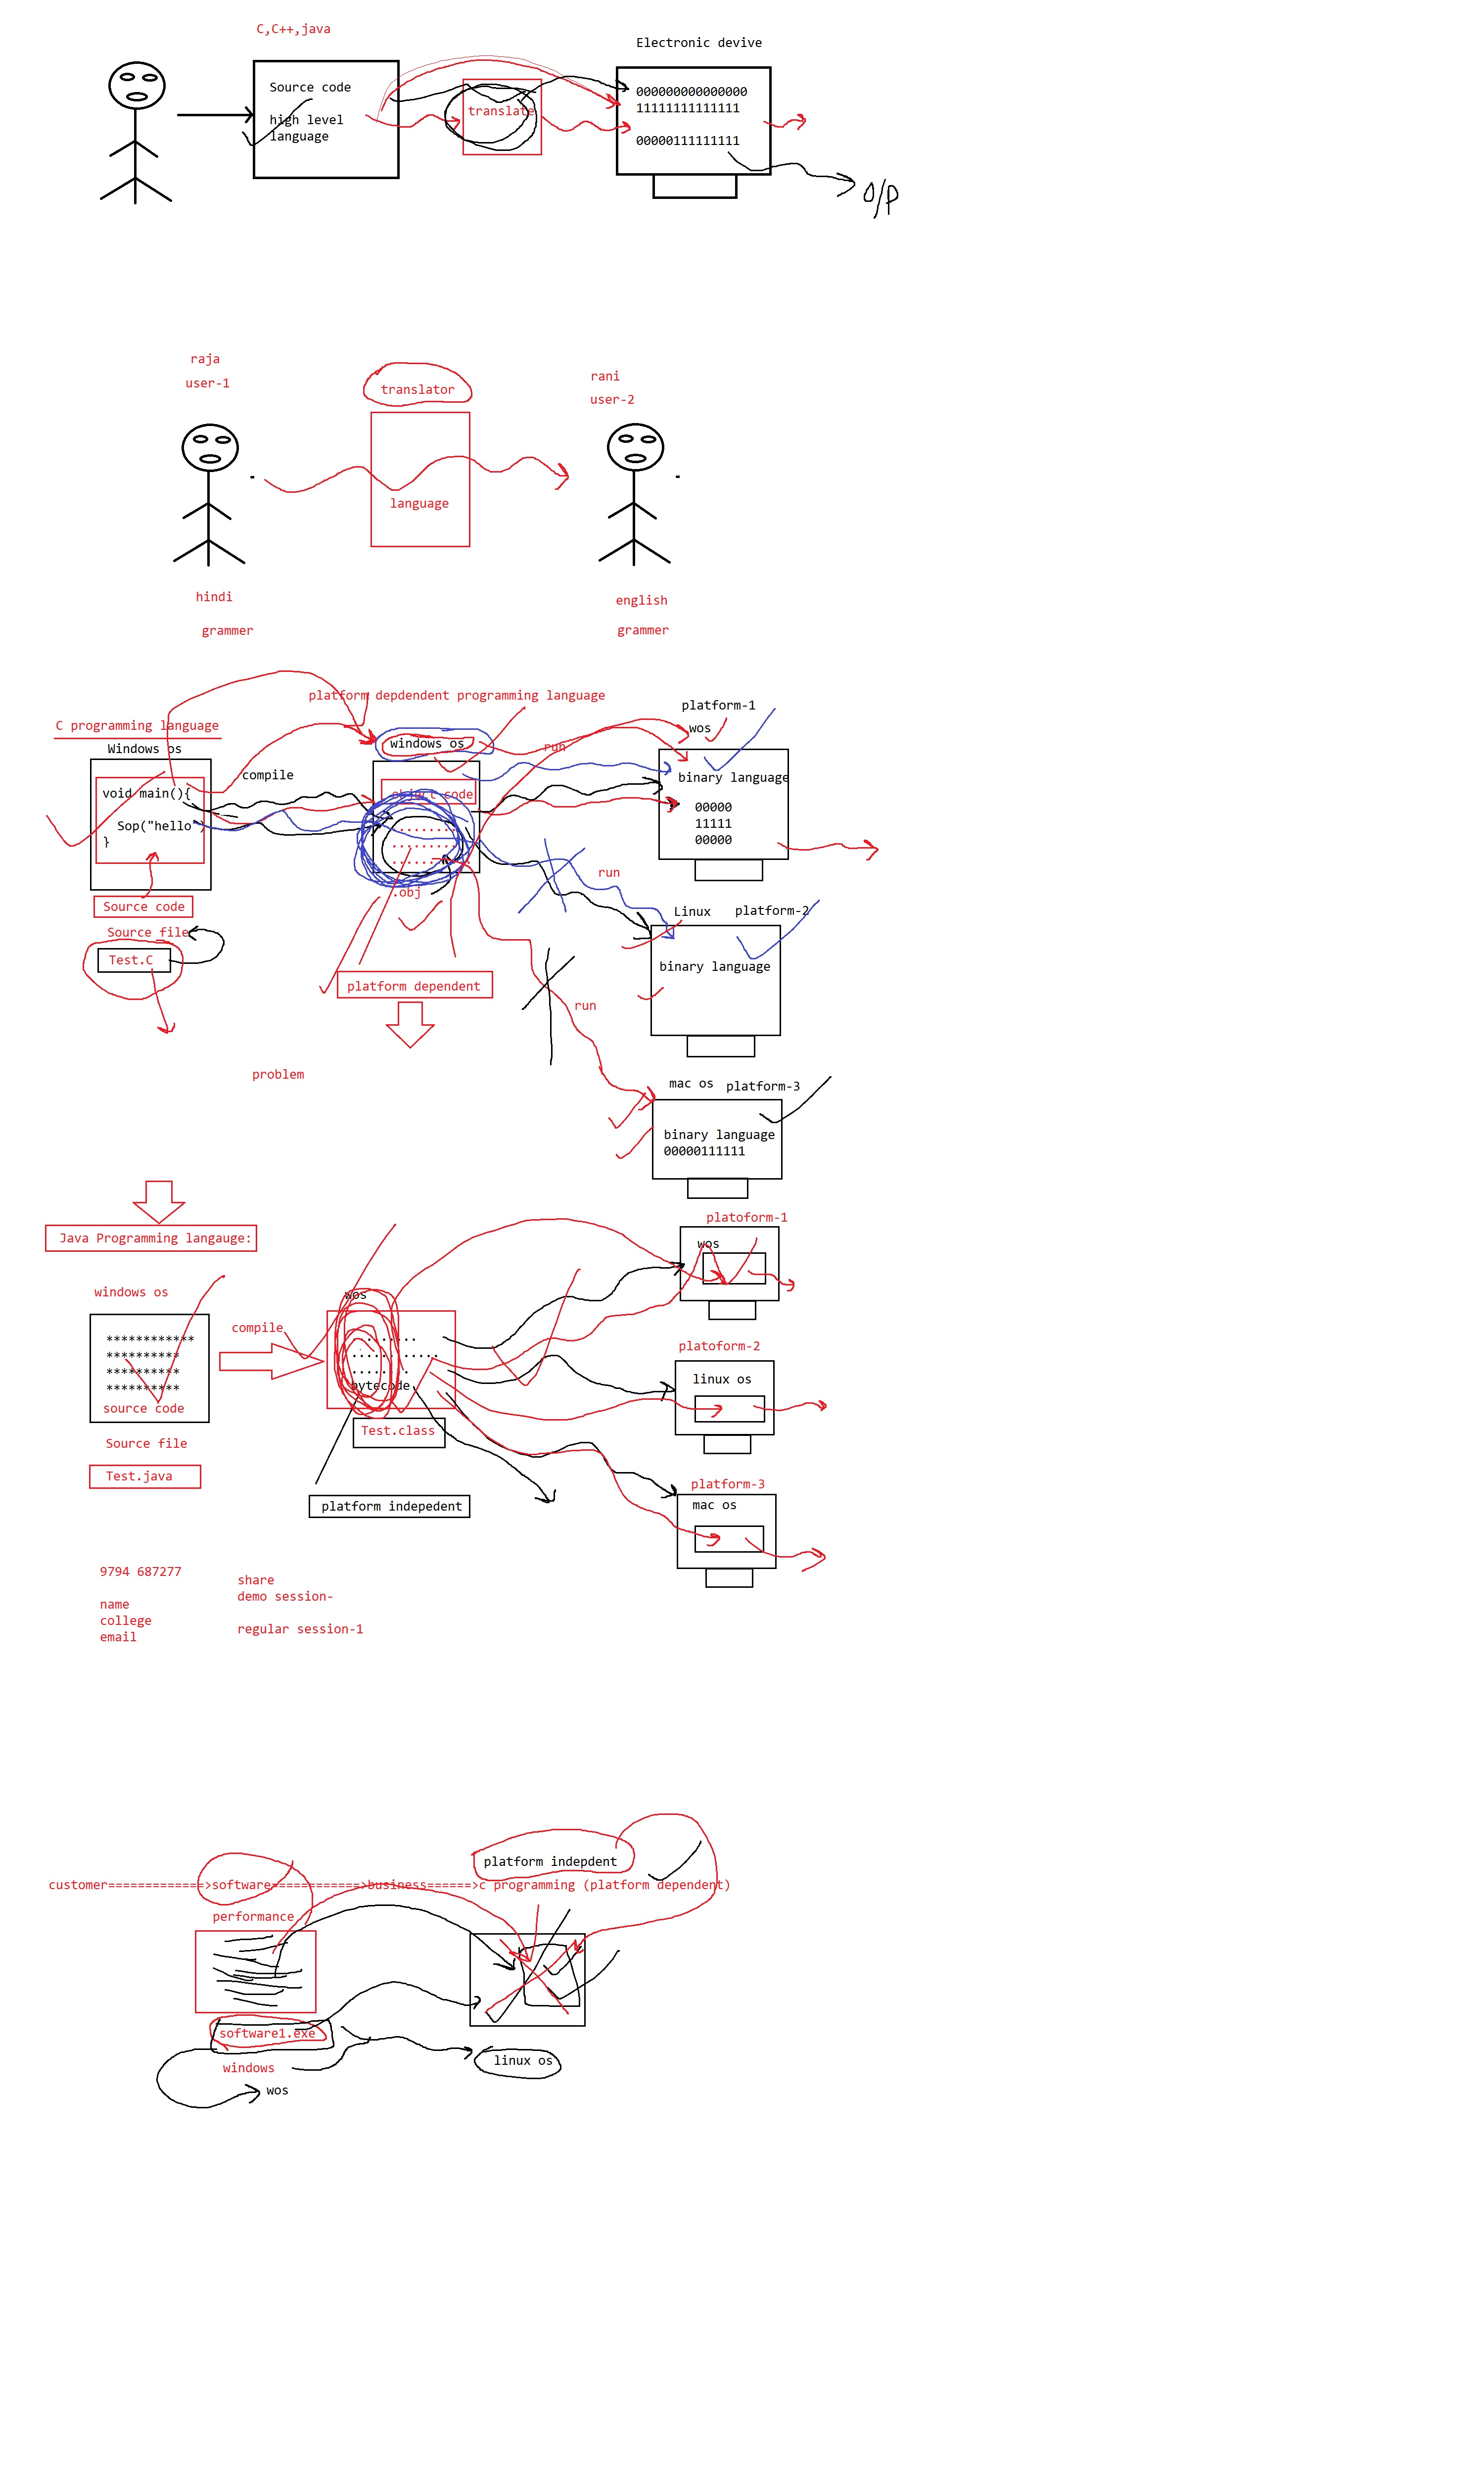 C,C++,java
Electronic devive
Source code
high level
language
translate
000000000000000
11111111111111
00000111111111
O/P
raja
user-1
translator
rani
user-2
language
hindi
grammer
english
grammer
platform depdendent programming language
C programming language
Windows os
compile
void main(){
Sop("hello")
}
Source code
Source file
Test.C
windows os
object code
.........
.........
.........
.obj
platform dependent
problem
run
platform-1
wos
binary language
00000
11111
00000
run
Linux platform-2
binary language
run
mac os platform-3
binary language
00000111111
Java Programming langauge:
windows os
************
**********
**********
**********
source code
Source file
Test.java
compile
wos
bytecode
Test.class
platform indepedent
platoform-1
wos
platoform-2
linux os
platform-3
mac os
9794 687277
name
college
email
share
demo session-
regular session-1
platform indepdent
customer=============>software============>business======>c programming (platform dependent)
performance
software1.exe
windows
wos
linux os